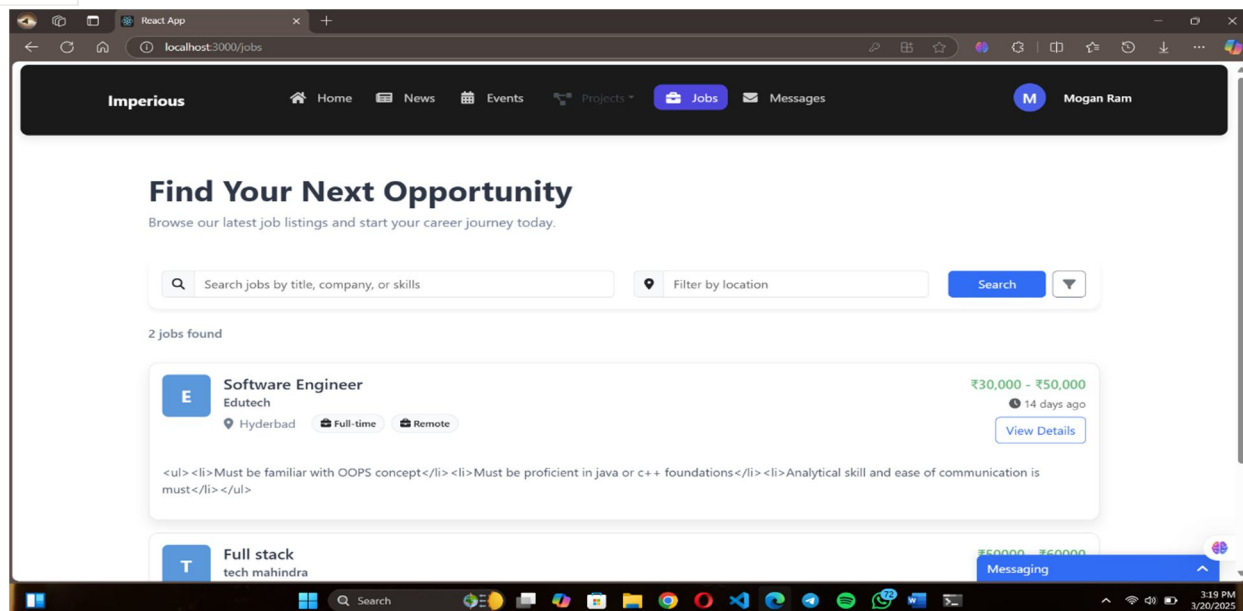 React App
localhost:3000/jobs
Imperious
Home
News
Events
Projects
Jobs
Messages
M
Mogan Ram
Find Your Next Opportunity
Browse our latest job listings and start your career journey today.
Search jobs by title, company, or skills
Filter by location
Search
2 jobs found
E
Software Engineer
Edutech
Hyderbad
Full-time
Remote
₹30,000 - ₹50,000
14 days ago
View Details
<ul><li>Must be familiar with OOPS concept</li><li>Must be proficient in java or c++ foundations</li><li>Analytical skill and ease of communication is
must</li></ul>
T
Full stack
tech mahindra
₹50000 - ₹60000
Messaging
Search
72
3:19 PM
3/20/2025